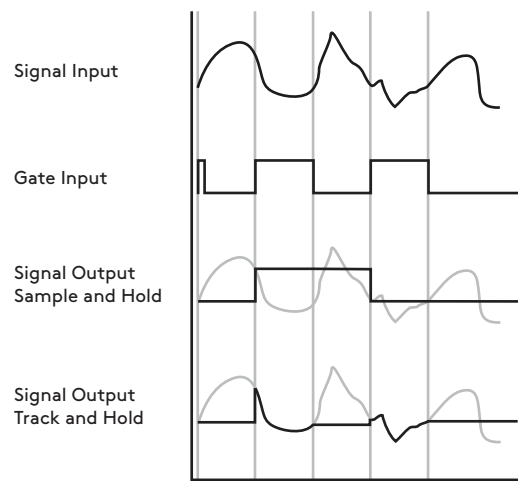 Signal Input
Gate Input
Signal Output
Sample and Hold
Signal Output
Track and Hold